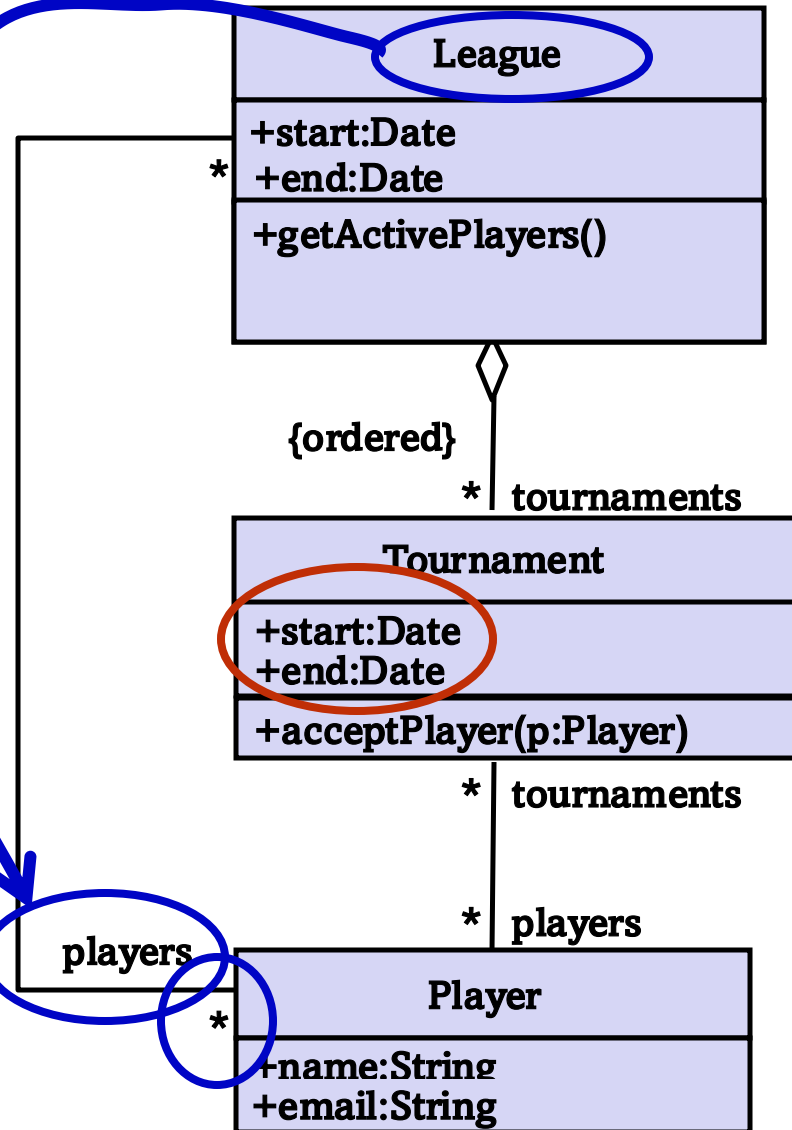 League
+start:Date
* +end:Date
+getActivePlayers()
{ordered}
* tournaments
Tournament
+start:Date
+end:Date
+acceptPlayer(p:Player)
* tournaments
* players
players
Player
*
+name:String
+email:String